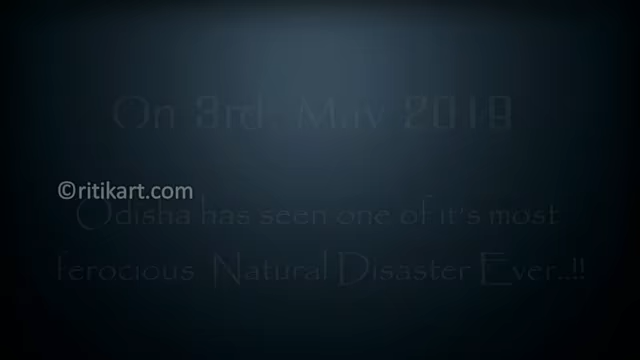 On 3rd, May
©ritikart.com
Odisha has seen one of it's most
ferocious Natural Disaster Ever..!!